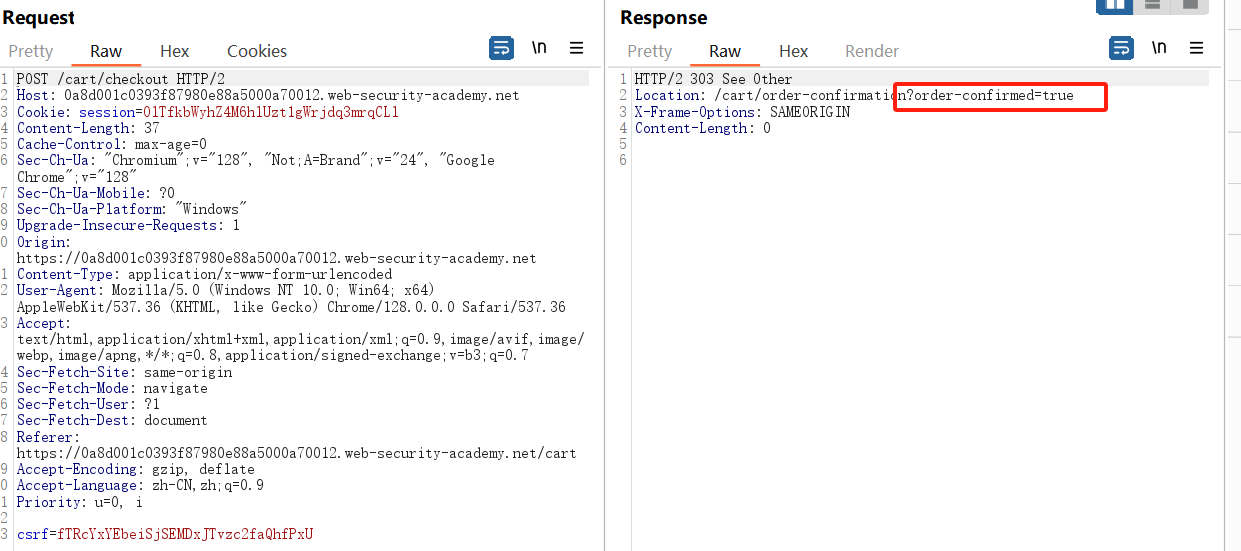 Request
Pretty Raw Hex Cookies \n
1 POST /cart/checkout HTTP/2
2 Host: 0a8d001c0393f87980e88a5000a70012.web-security-academy.net
3 Cookie: session=OlTfkbWyhZ4M6hlUztlgWrjdq3mrqCLl
4 Content-Length: 37
5 Cache-Control: max-age=0
6 Sec-Ch-Ua: "Chromium";v="128", "Not;A=Brand";v="24", "Google
Chrome";v="128"
7 Sec-Ch-Ua-Mobile: ?0
8 Sec-Ch-Ua-Platform: "Windows"
9 Upgrade-Insecure-Requests: 1
0 Origin:
https://0a8d001c0393f87980e88a5000a70012.web-security-academy.net
1 Content-Type: application/x-www-form-urlencoded
2 User-Agent: Mozilla/5.0 (Windows NT 10.0; Win64; x64)
AppleWebKit/537.36 (KHTML, like Gecko) Chrome/128.0.0.0 Safari/537.36
3 Accept:
text/html,application/xhtml+xml,application/xml;q=0.9,image/avif,image/
webp,image/apng,*/*;q=0.8,application/signed-exchange;v=b3;q=0.7
4 Sec-Fetch-Site: same-origin
5 Sec-Fetch-Mode: navigate
6 Sec-Fetch-User: ?1
7 Sec-Fetch-Dest: document
8 Referer:
https://0a8d001c0393f87980e88a5000a70012.web-security-academy.net/cart
9 Accept-Encoding: gzip, deflate
0 Accept-Language: zh-CN,zh;q=0.9
1 Priority: u=0, i
2
3 csrf=fTRcYxYEbeiSjSEMDxJTvzc2faQhfPxU
Response
Pretty Raw Hex Render \n
1 HTTP/2 303 See Other
2 Location: /cart/order-confirmation?order-confirmed=true
3 X-Frame-Options: SAMEORIGIN
4 Content-Length: 0
5
6